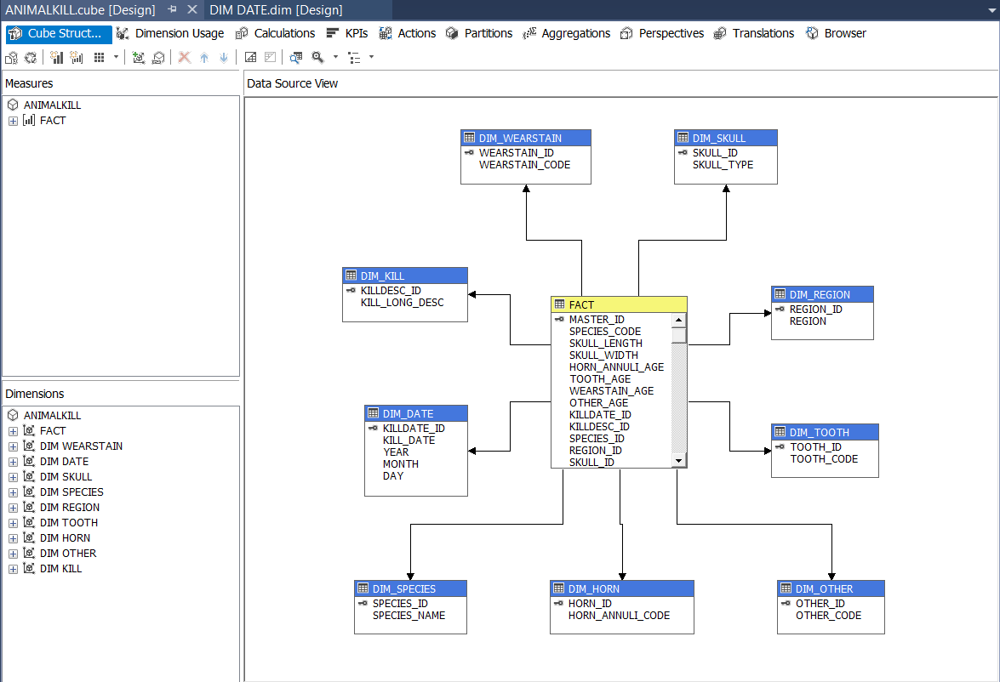 ANIMALKILL.cube [Design] DIM DATE.dim [Design]
Cube Struct... Dimension Usage Calculations KPIs Actions Partitions Aggregations Perspectives Translations Browser
Measures
ANIMALKILL
FACT
Dimensions
ANIMALKILL
FACT
DIM WEARSTAIN
DIM DATE
DIM SKULL
DIM SPECIES
DIM REGION
DIM TOOTH
DIM HORN
DIM OTHER
DIM KILL
Data Source View
DIM_WEARSTAIN
WEARSTAIN_ID
WEARSTAIN_CODE
DIM_SKULL
SKULL_ID
SKULL_TYPE
DIM_KILL
KILLDESC_ID
KILL_LONG_DESC
FACT
MASTER_ID
SPECIES_CODE
SKULL_LENGTH
SKULL_WIDTH
HORN_ANNULI_AGE
TOOTH_AGE
WEARSTAIN_AGE
OTHER_AGE
KILLDATE_ID
KILLDESC_ID
SPECIES_ID
REGION_ID
SKULL_ID
DIM_REGION
REGION_ID
REGION
DIM_DATE
KILLDATE_ID
KILL_DATE
YEAR
MONTH
DAY
DIM_TOOTH
TOOTH_ID
TOOTH_CODE
DIM_SPECIES
SPECIES_ID
SPECIES_NAME
DIM_HORN
HORN_ID
HORN_ANNULI_CODE
DIM_OTHER
OTHER_ID
OTHER_CODE